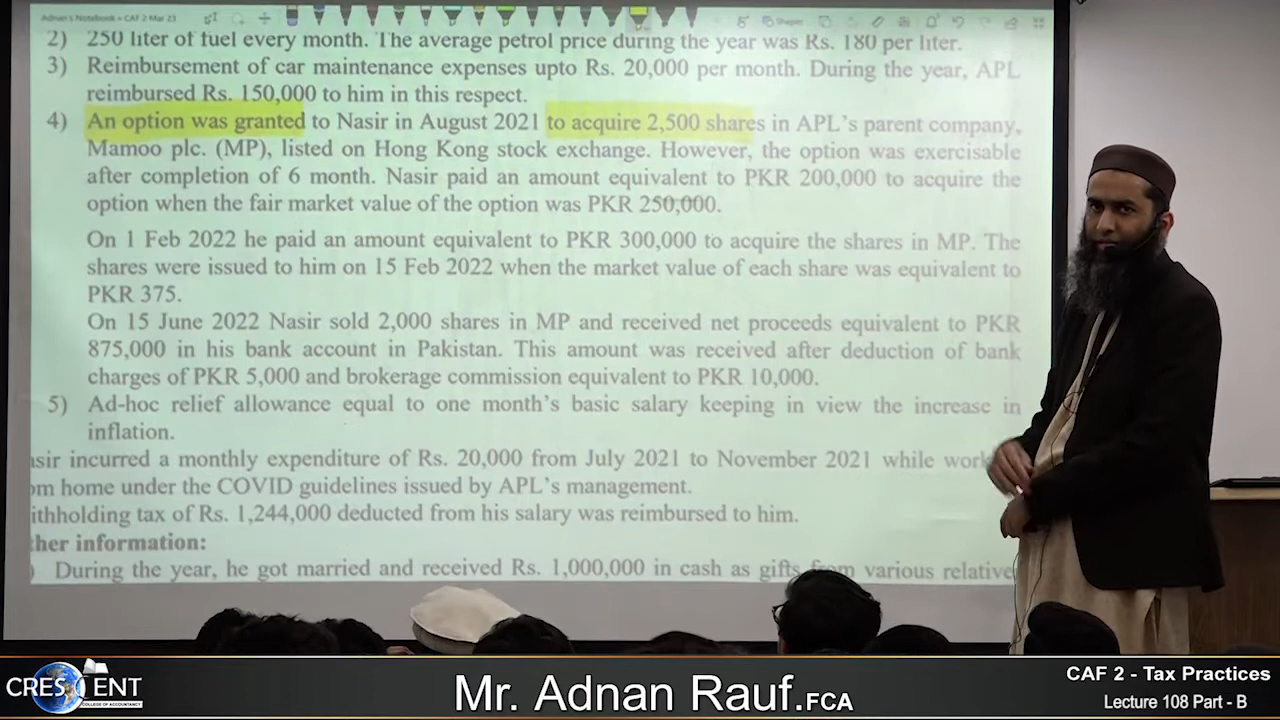 Adnan's Notebook » CAF 2 Mar 23
Shapes
2) 250 liter of fuel every month. The average petrol price during the year was Rs. 180 per liter.
3) Reimbursement of car maintenance expenses upto Rs. 20,000 per month. During the year, APL
reimbursed Rs. 150,000 to him in this respect.
4) An option was granted to Nasir in August 2021 to acquire 2,500 shares in APL's parent company,
Mamoo plc. (MP), listed on Hong Kong stock exchange. However, the option was exercisable
after completion of 6 month. Nasir paid an amount equivalent to PKR 200,000 to acquire the
option when the fair market value of the option was PKR 250,000.
On 1 Feb 2022 he paid an amount equivalent to PKR 300,000 to acquire the shares in MP. The
shares were issued to him on 15 Feb 2022 when the market value of each share was equivalent to
PKR 375.
On 15 June 2022 Nasir sold 2,000 shares in MP and received net proceeds equivalent to PKR
875,000 in his bank account in Pakistan. This amount was received after deduction of bank
charges of PKR 5,000 and brokerage commission equivalent to PKR 10,000.
5) Ad-hoc relief allowance equal to one month's basic salary keeping in view the increase in
inflation.
asir incurred a monthly expenditure of Rs. 20,000 from July 2021 to November 2021 while work
om home under the COVID guidelines issued by APL's management.
ithholding tax of Rs. 1,244,000 deducted from his salary was reimbursed to him.
her information:
) During the year, he got married and received Rs. 1,000,000 in cash as gifts from various relative
CRESCENT
COLLEGE OF ACCOUNTANCY
Mr. Adnan Rauf.FCA
CAF 2 - Tax Practices
Lecture 108 Part - B